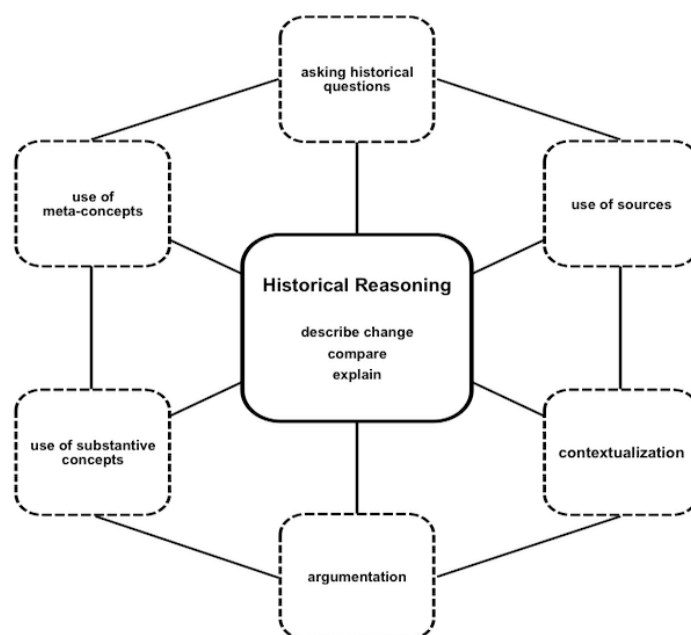 asking historical
questions
use of
meta-concepts
use of sources
Historical Reasoning
describe change
compare
explain
use of substantive
concepts
contextualization
argumentation